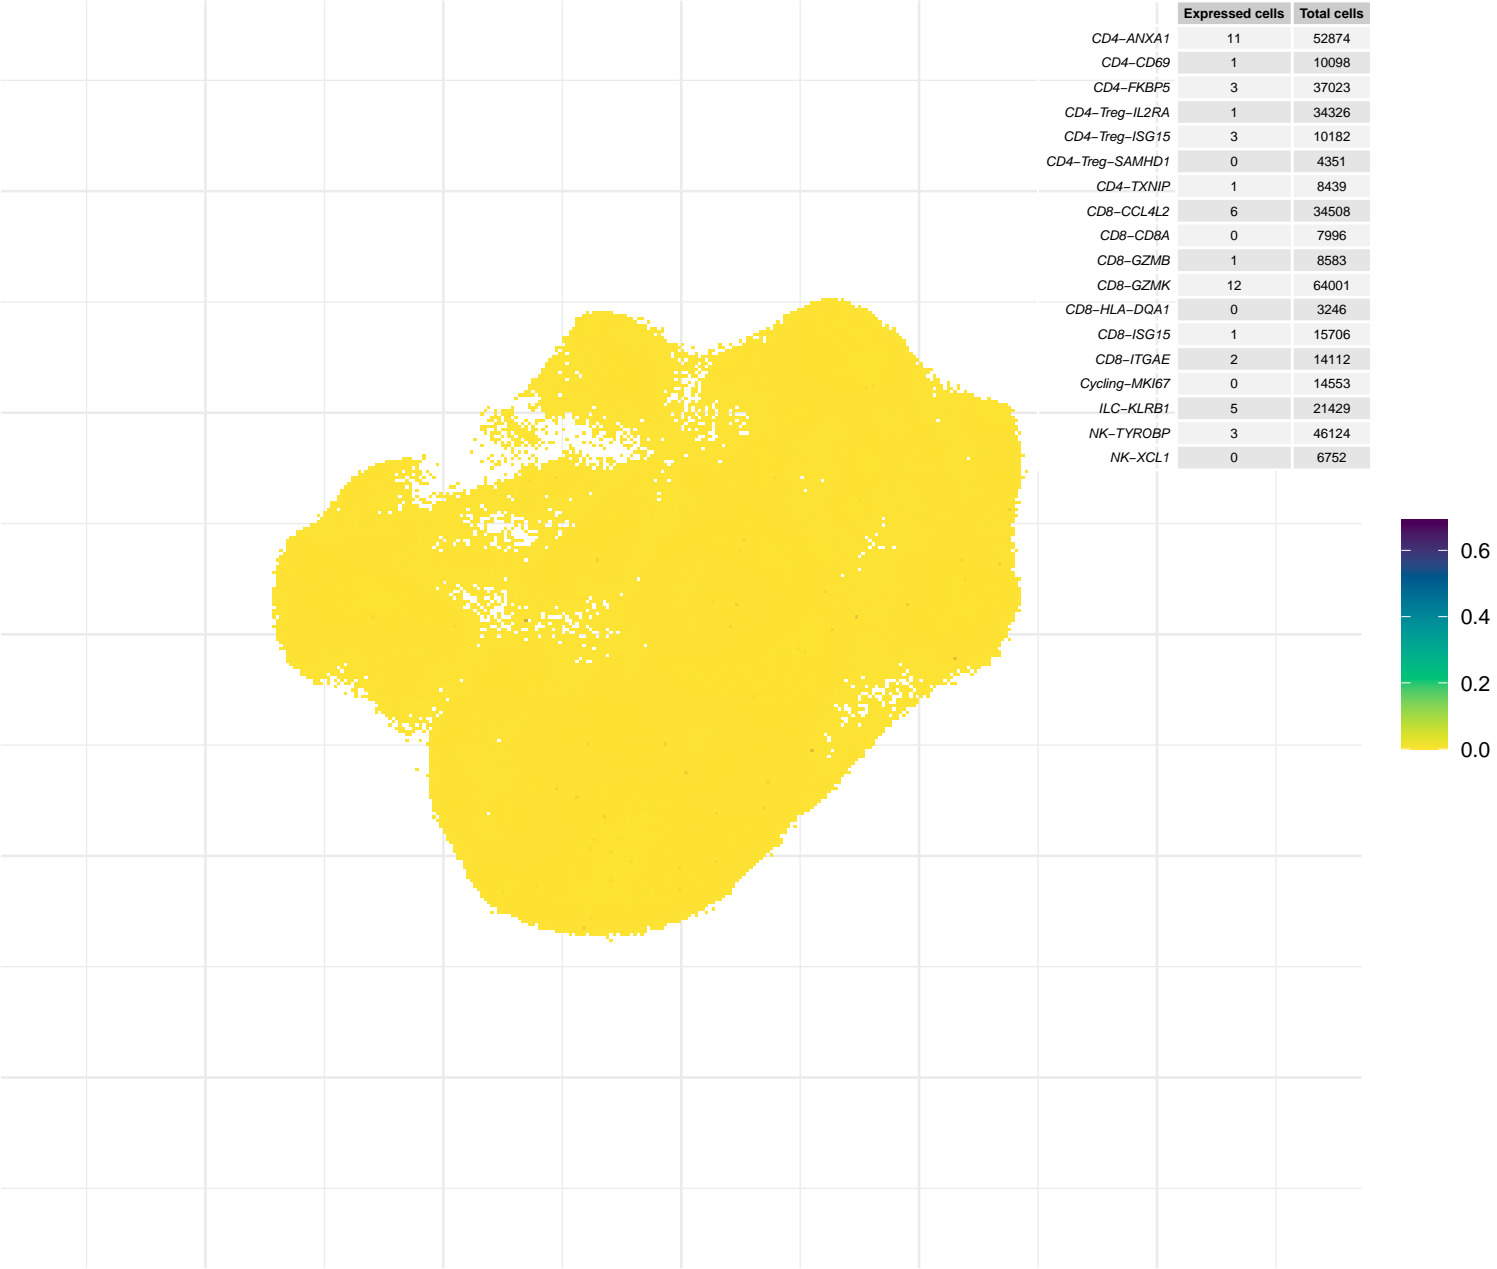 Expressed cells Total cells
CD4−ANXA1 11 52874
CD4−CD69 1 10098
CD4−FKBP5 3 37023
CD4−Treg−IL2RA 1 34326
CD4−Treg−ISG15 3 10182
CD4−Treg−SAMHD1 0 4351
CD4−TXNIP 1 8439
CD8−CCL4L2 6 34508
CD8−CD8A 0 7996
CD8−GZMB 1 8583
CD8−GZMK 12 64001
CD8−HLA−DQA1 0 3246
CD8−ISG15 1 15706
CD8−ITGAE 2 14112
Cycling−MKI67 0 14553
ILC−KLRB1 5 21429
NK−TYROBP 3 46124
NK−XCL1 0 6752
0.6
0.4
0.2
0.0